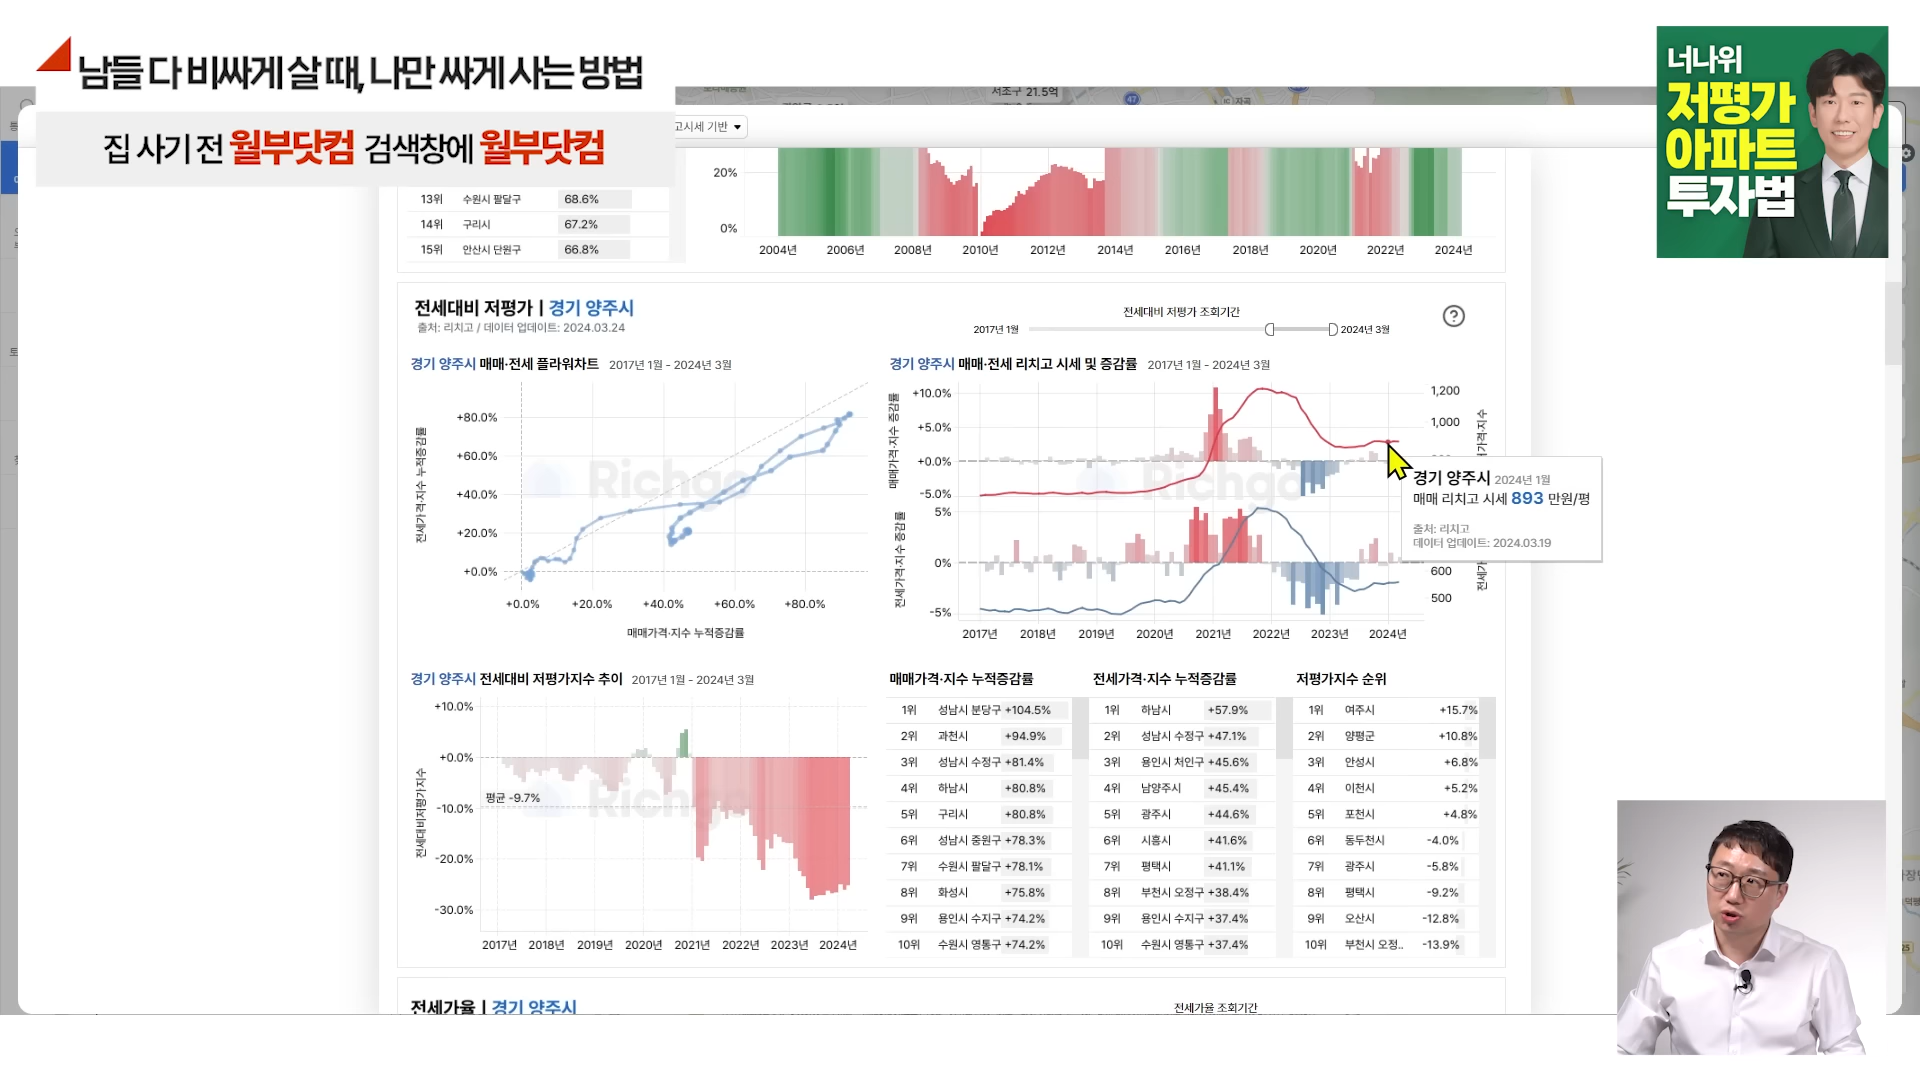 남들 다 비싸게 살 때, 나만 싸게 사는 방법
집 사기 전 월부닷컴 검색창에 월부닷컴
너나위
저평가
아파트
투자법
서초구 21.5억
47
고시세 기반
13위 수원시 팔달구 68.6%
14위 구리시 67.2%
15위 안산시 단원구 66.8%
20%
0%
2004년 2006년 2008년 2010년 2012년 2014년 2016년 2018년 2020년 2022년 2024년
전세대비 저평가 | 경기 양주시
출처: 리치고 / 데이터 업데이트: 2024.03.24
전세대비 저평가 조회기간
2017년 1월 2024년 3월
?
경기 양주시 매매·전세 플라워차트 2017년 1월 - 2024년 3월
전세가격·지수 누적증감률
+80.0%
+60.0%
+40.0%
+20.0%
+0.0%
Richgo
+0.0% +20.0% +40.0% +60.0% +80.0%
매매가격·지수 누적증감률
경기 양주시 매매·전세 리치고 시세 및 증감률 2017년 1월 - 2024년 3월
매매가격·지수 증감률
+10.0%
+5.0%
+0.0%
-5.0%
1,200
1,000
Richgo
전세가격·지수 증감률
5%
0%
-5%
600
500
2017년 2018년 2019년 2020년 2021년 2022년 2023년 2024년
경기 양주시 2024년 1월
매매 리치고 시세 893 만원/평
출처: 리치고
데이터 업데이트: 2024.03.19
경기 양주시 전세대비 저평가지수 추이 2017년 1월 - 2024년 3월
전세대비저평가지수
+10.0%
+0.0%
-10.0%
-20.0%
-30.0%
평균 -9.7%
Richgo
2017년 2018년 2019년 2020년 2021년 2022년 2023년 2024년
매매가격·지수 누적증감률
1위 성남시 분당구 +104.5%
2위 과천시 +94.9%
3위 성남시 수정구 +81.4%
4위 하남시 +80.8%
5위 구리시 +80.8%
6위 성남시 중원구 +78.3%
7위 수원시 팔달구 +78.1%
8위 화성시 +75.8%
9위 용인시 수지구 +74.2%
10위 수원시 영통구 +74.2%
전세가격·지수 누적증감률
1위 하남시 +57.9%
2위 성남시 수정구 +47.1%
3위 용인시 처인구 +45.6%
4위 남양주시 +45.4%
5위 광주시 +44.6%
6위 시흥시 +41.6%
7위 평택시 +41.1%
8위 부천시 오정구 +38.4%
9위 용인시 수지구 +37.4%
10위 수원시 영통구 +37.4%
저평가지수 순위
1위 여주시 +15.7%
2위 양평군 +10.8%
3위 안성시 +6.8%
4위 이천시 +5.2%
5위 포천시 +4.8%
6위 동두천시 -4.0%
7위 광주시 -5.8%
8위 평택시 -9.2%
9위 오산시 -12.8%
10위 부천시 오정.. -13.9%
전세가율 | 경기 양주시
전세가율 조회기간